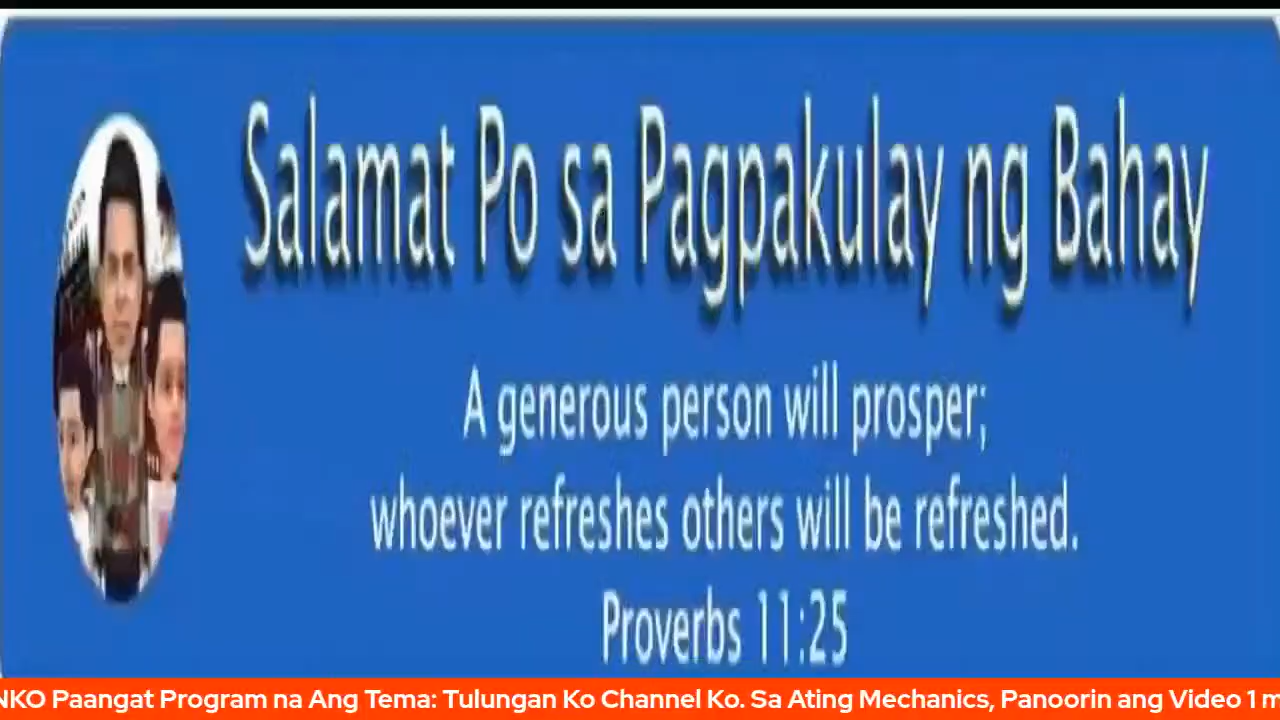 Salamat Po sa Pagpakulay ng Bahay
A generous person will prosper;
whoever refreshes others will be refreshed.
Proverbs 11:25
NKO Paangat Program na Ang Tema: Tulungan Ko Channel Ko. Sa Ating Mechanics, Panoorin ang Video 1 m